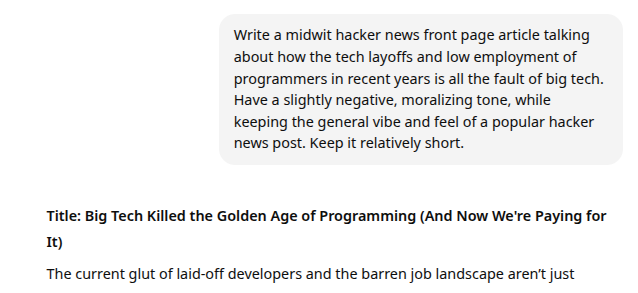 Write a midwit hacker news front page article talking
about how the tech layoffs and low employment of
programmers in recent years is all the fault of big tech.
Have a slightly negative, moralizing tone, while
keeping the general vibe and feel of a popular hacker
news post. Keep it relatively short.
Title: Big Tech Killed the Golden Age of Programming (And Now We're Paying for
It)
The current glut of laid-off developers and the barren job landscape aren’t just